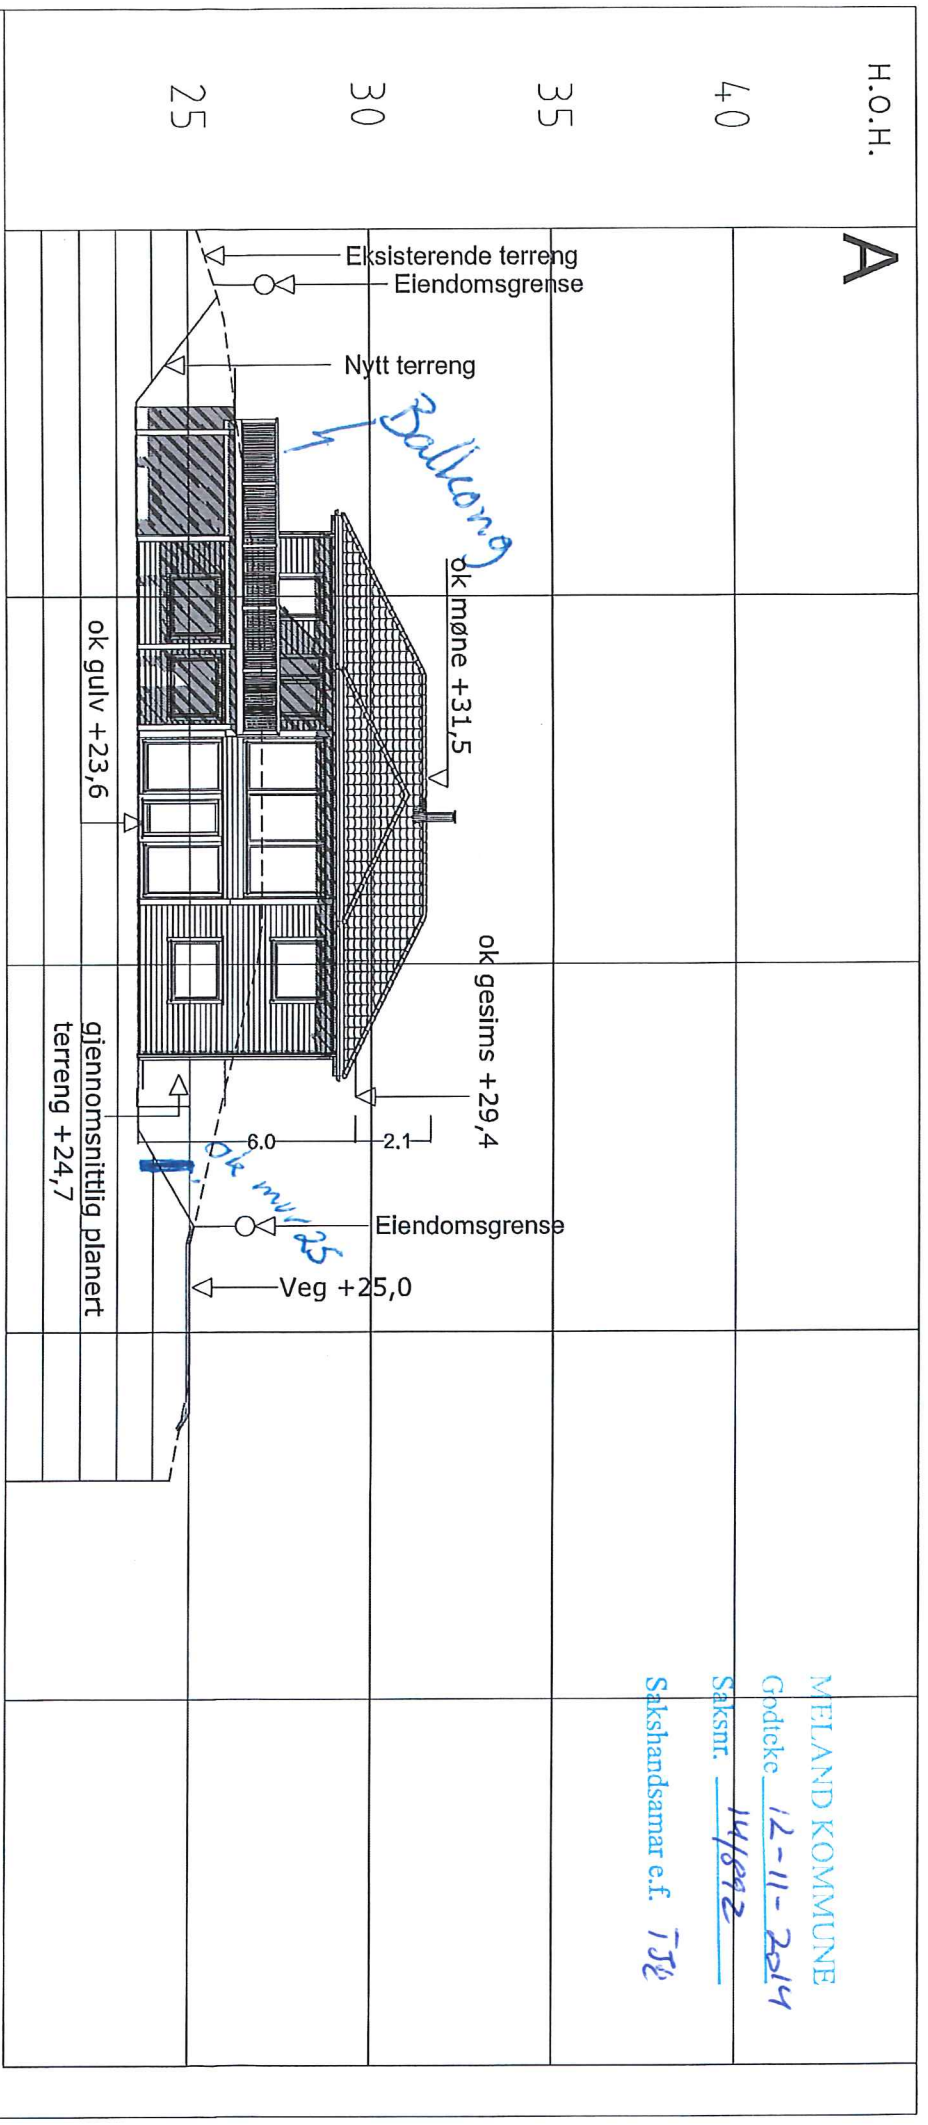 H.O.H.
A
40
35
30
25
Eksisterende terreng
Eiendomsgrense
Nytt terreng
Balkong
ok møne +31,5
ok gulv +23,6
ok gesims +29,4
gjennomsnittlig planert
terreng +24,7
6.0
2.1
ok mur 25
Eiendomsgrense
Veg +25,0
MELAND KOMMUNE
Godteke 12-11-2014
Saksnr. 14/892
Sakshandsamar e.f.